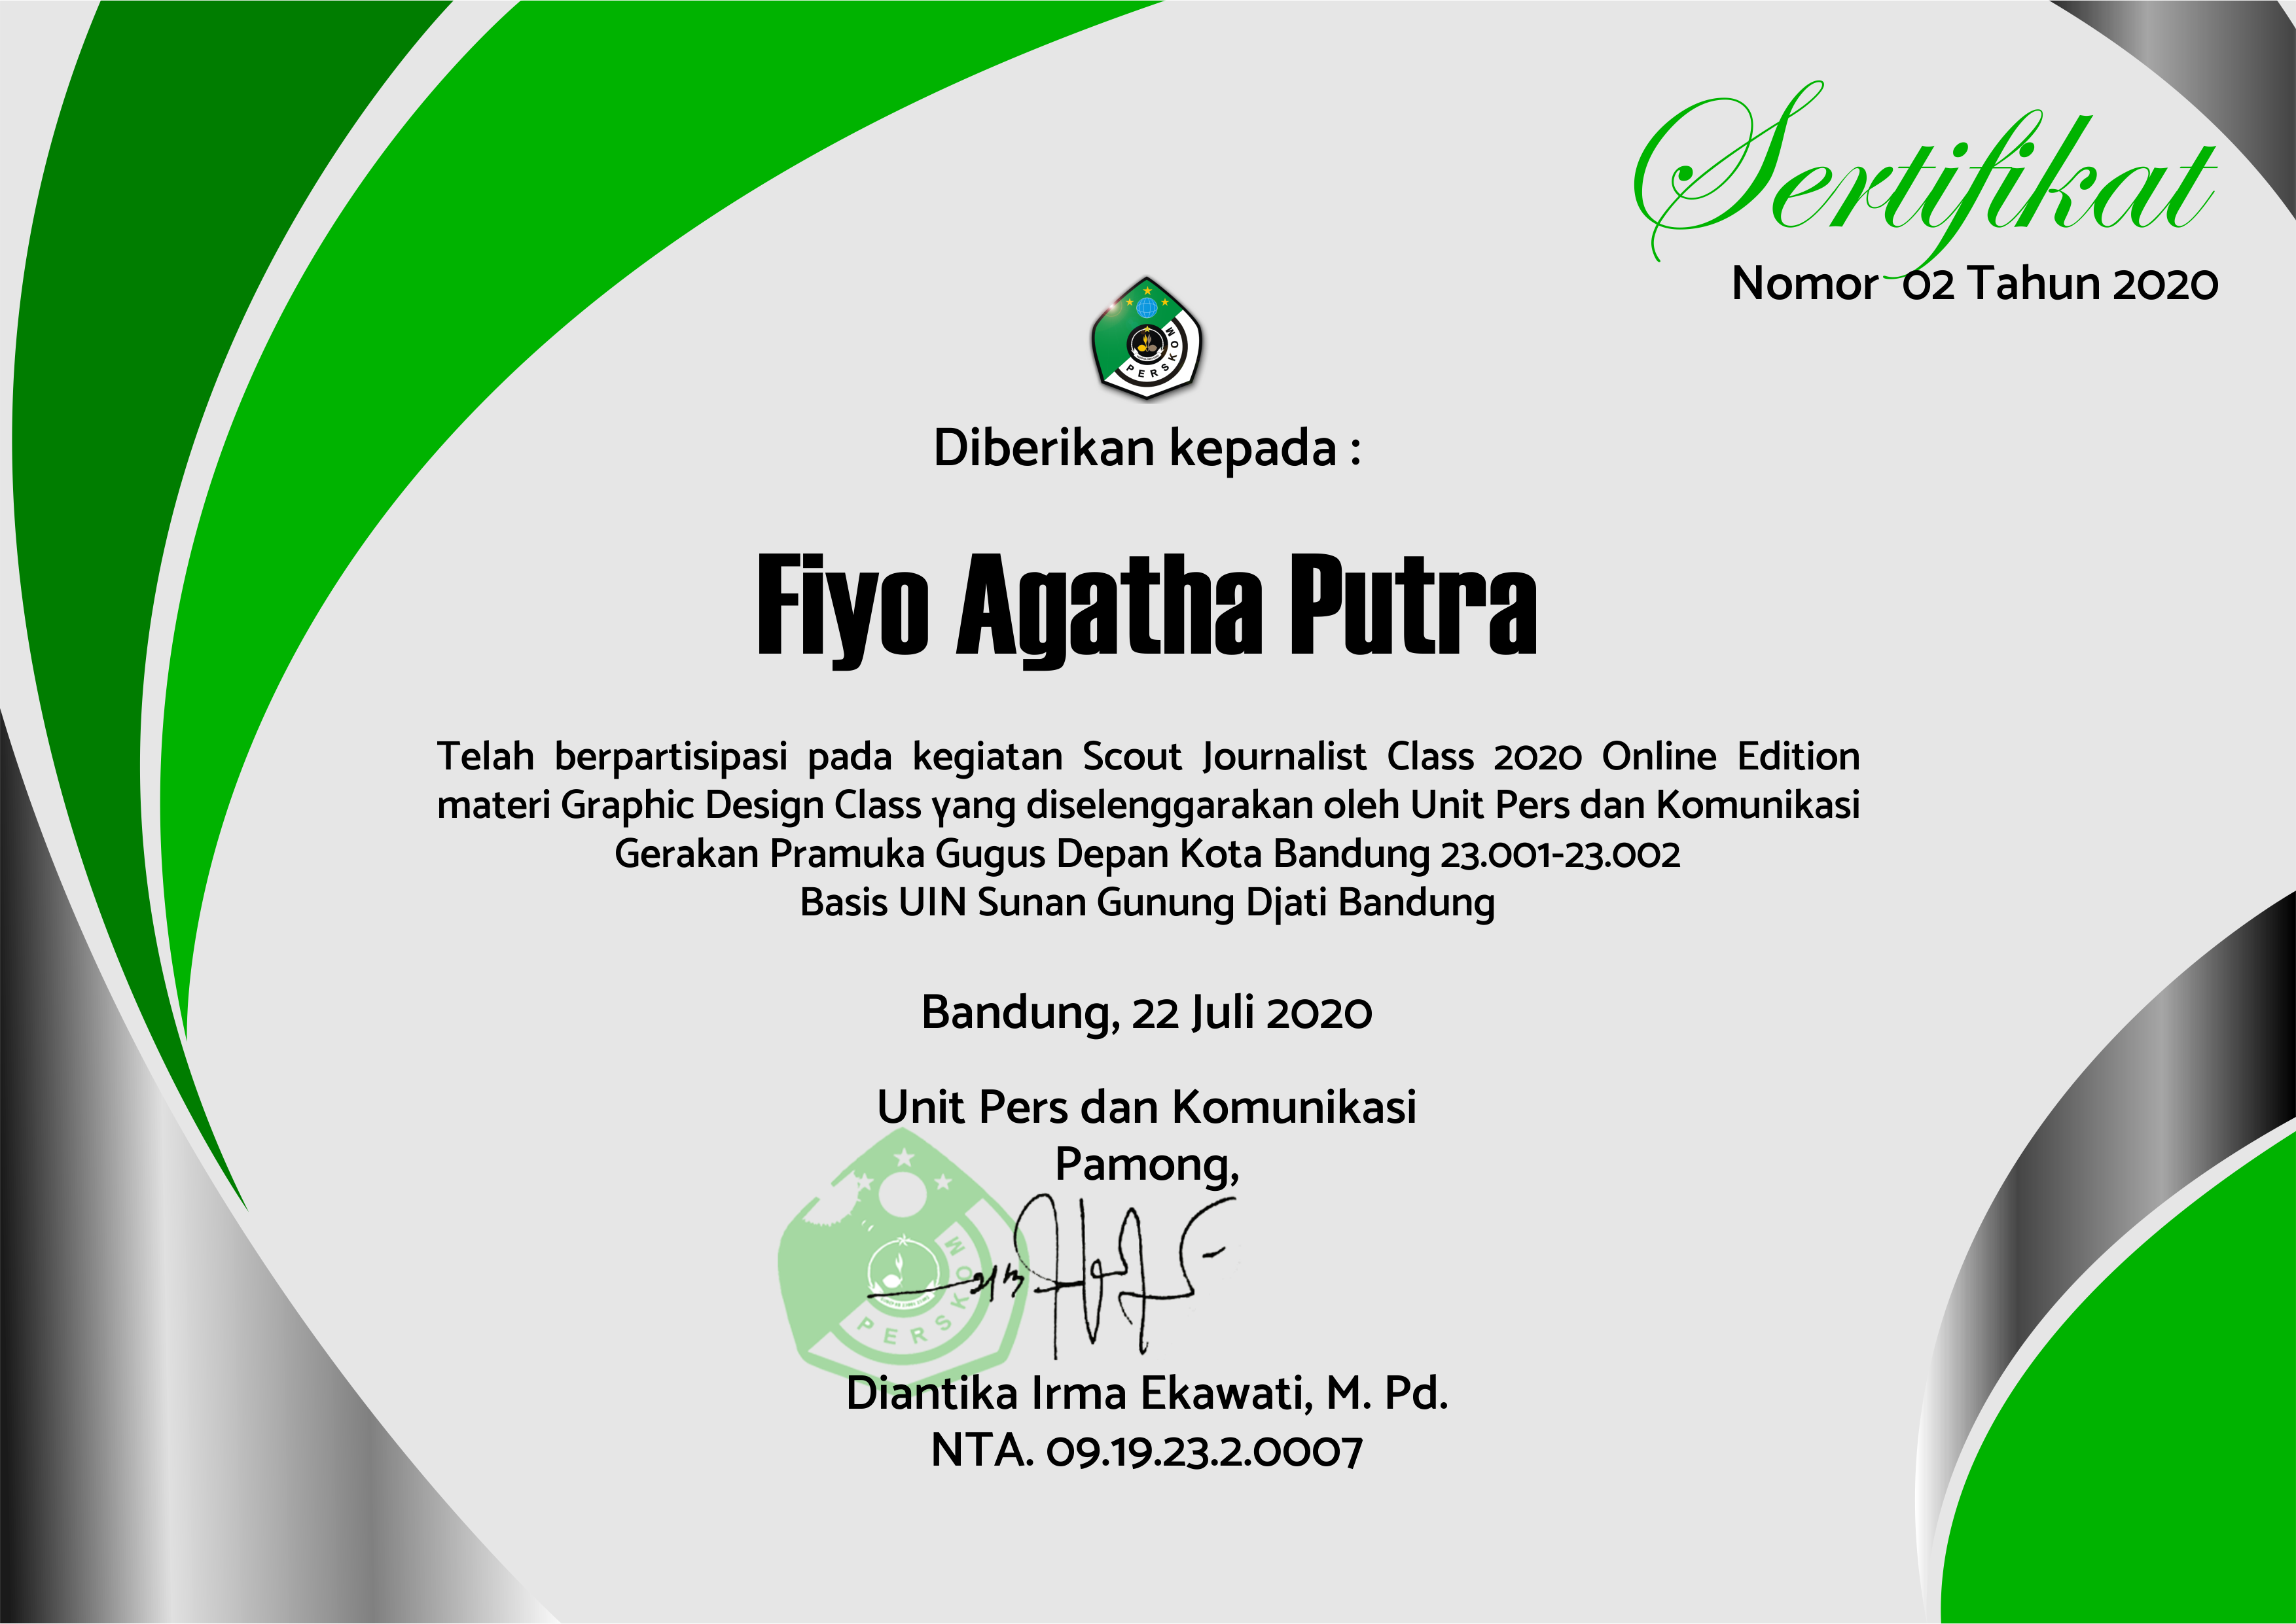 Sertifikat
Nomor 02 Tahun 2020
PERSKOM
Diberikan kepada :
Fiyo Agatha Putra
Telah berpartisipasi pada kegiatan Scout Journalist Class 2020 Online Edition
materi Graphic Design Class yang diselenggarakan oleh Unit Pers dan Komunikasi
Gerakan Pramuka Gugus Depan Kota Bandung 23.001-23.002
Basis UIN Sunan Gunung Djati Bandung
Bandung, 22 Juli 2020
Unit Pers dan Komunikasi
Pamong,
PERSKOM
Diantika Irma Ekawati, M. Pd.
NTA. 09.19.23.2.0007